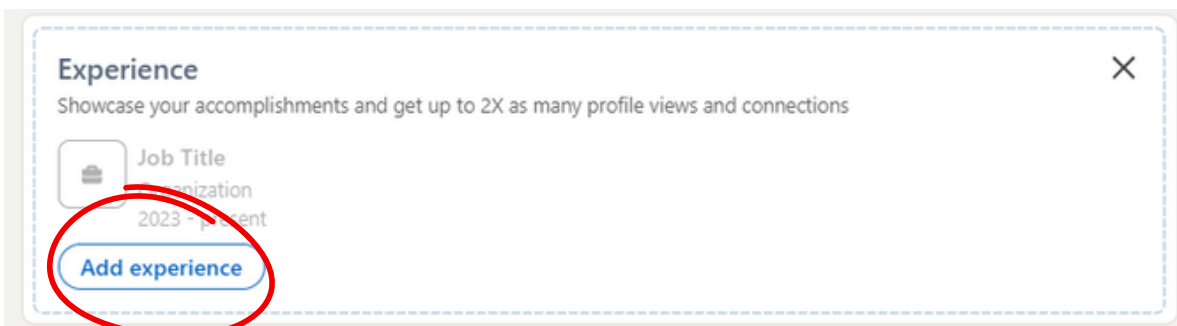 Experience
Showcase your accomplishments and get up to 2X as many profile views and connections
Job Title
Organization
2023 - present
Add experience